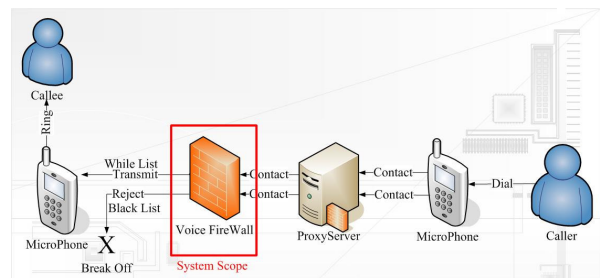 Callee
Ring
While List
Transmit
Contact
Contact
Dial
Reject
Contact
Contact
Black List
MicroPhone
Voice FireWall
ProxyServer
MicroPhone
Caller
X
Break Off
System Scope